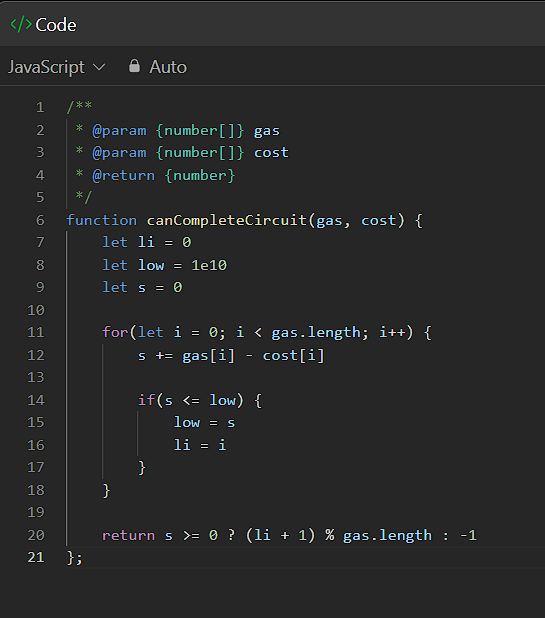 </> Code
JavaScript Auto
1 /**
2 * @param {number[]} gas
3 * @param {number[]} cost
4 * @return {number}
5 */
6 function canCompleteCircuit(gas, cost) {
7 let li = 0
8 let low = 1e10
9 let s = 0
10
11 for(let i = 0; i < gas.length; i++) {
12 s += gas[i] - cost[i]
13
14 if(s <= low) {
15 low = s
16 li = i
17 }
18 }
19
20 return s >= 0 ? (li + 1) % gas.length : -1
21 };